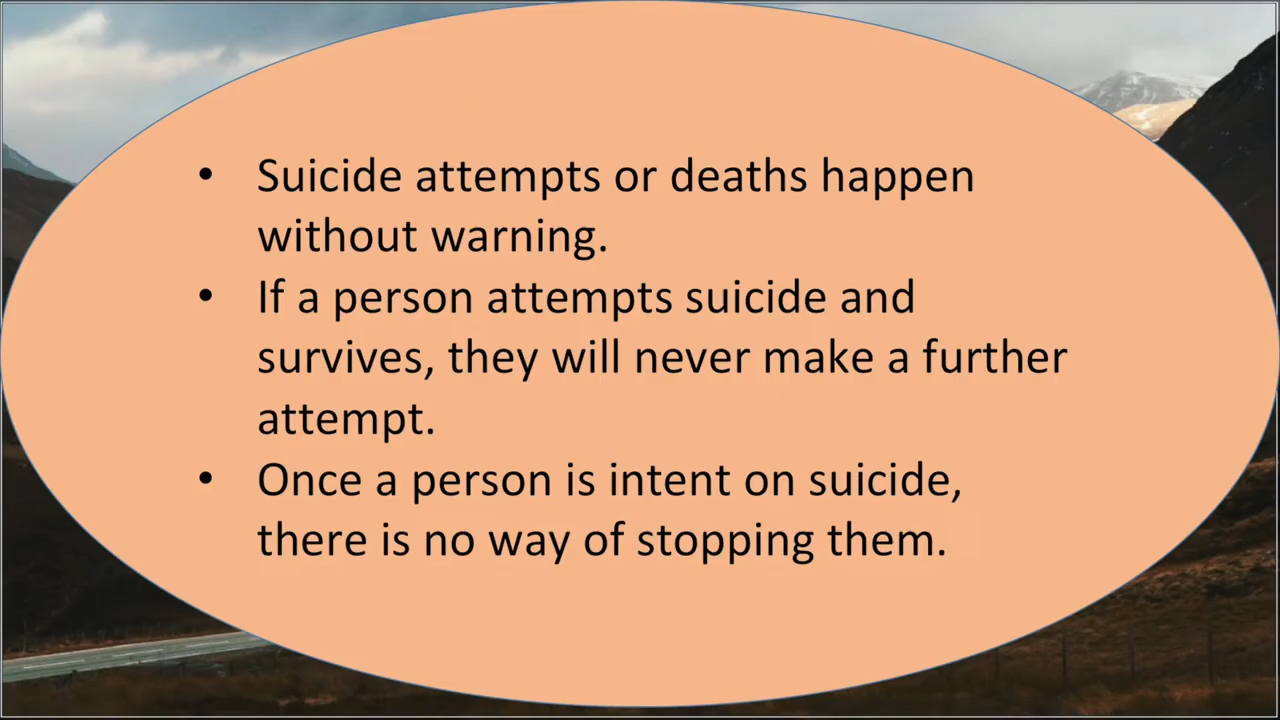 • Suicide attempts or deaths happen
without warning.
• If a person attempts suicide and
survives, they will never make a further
attempt.
• Once a person is intent on suicide,
there is no way of stopping them.